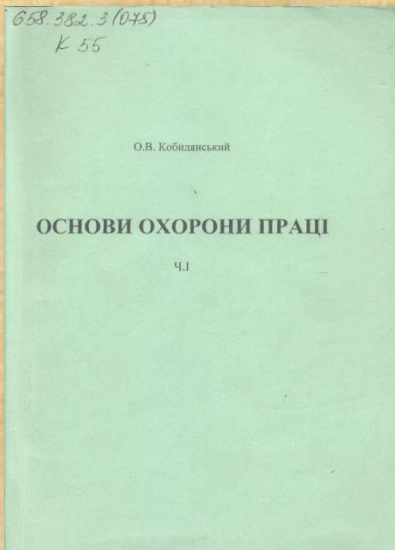 658.382.3(075)
К 55
О.В. Кобилянський
ОСНОВИ ОХОРОНИ ПРАЦІ
Ч.І